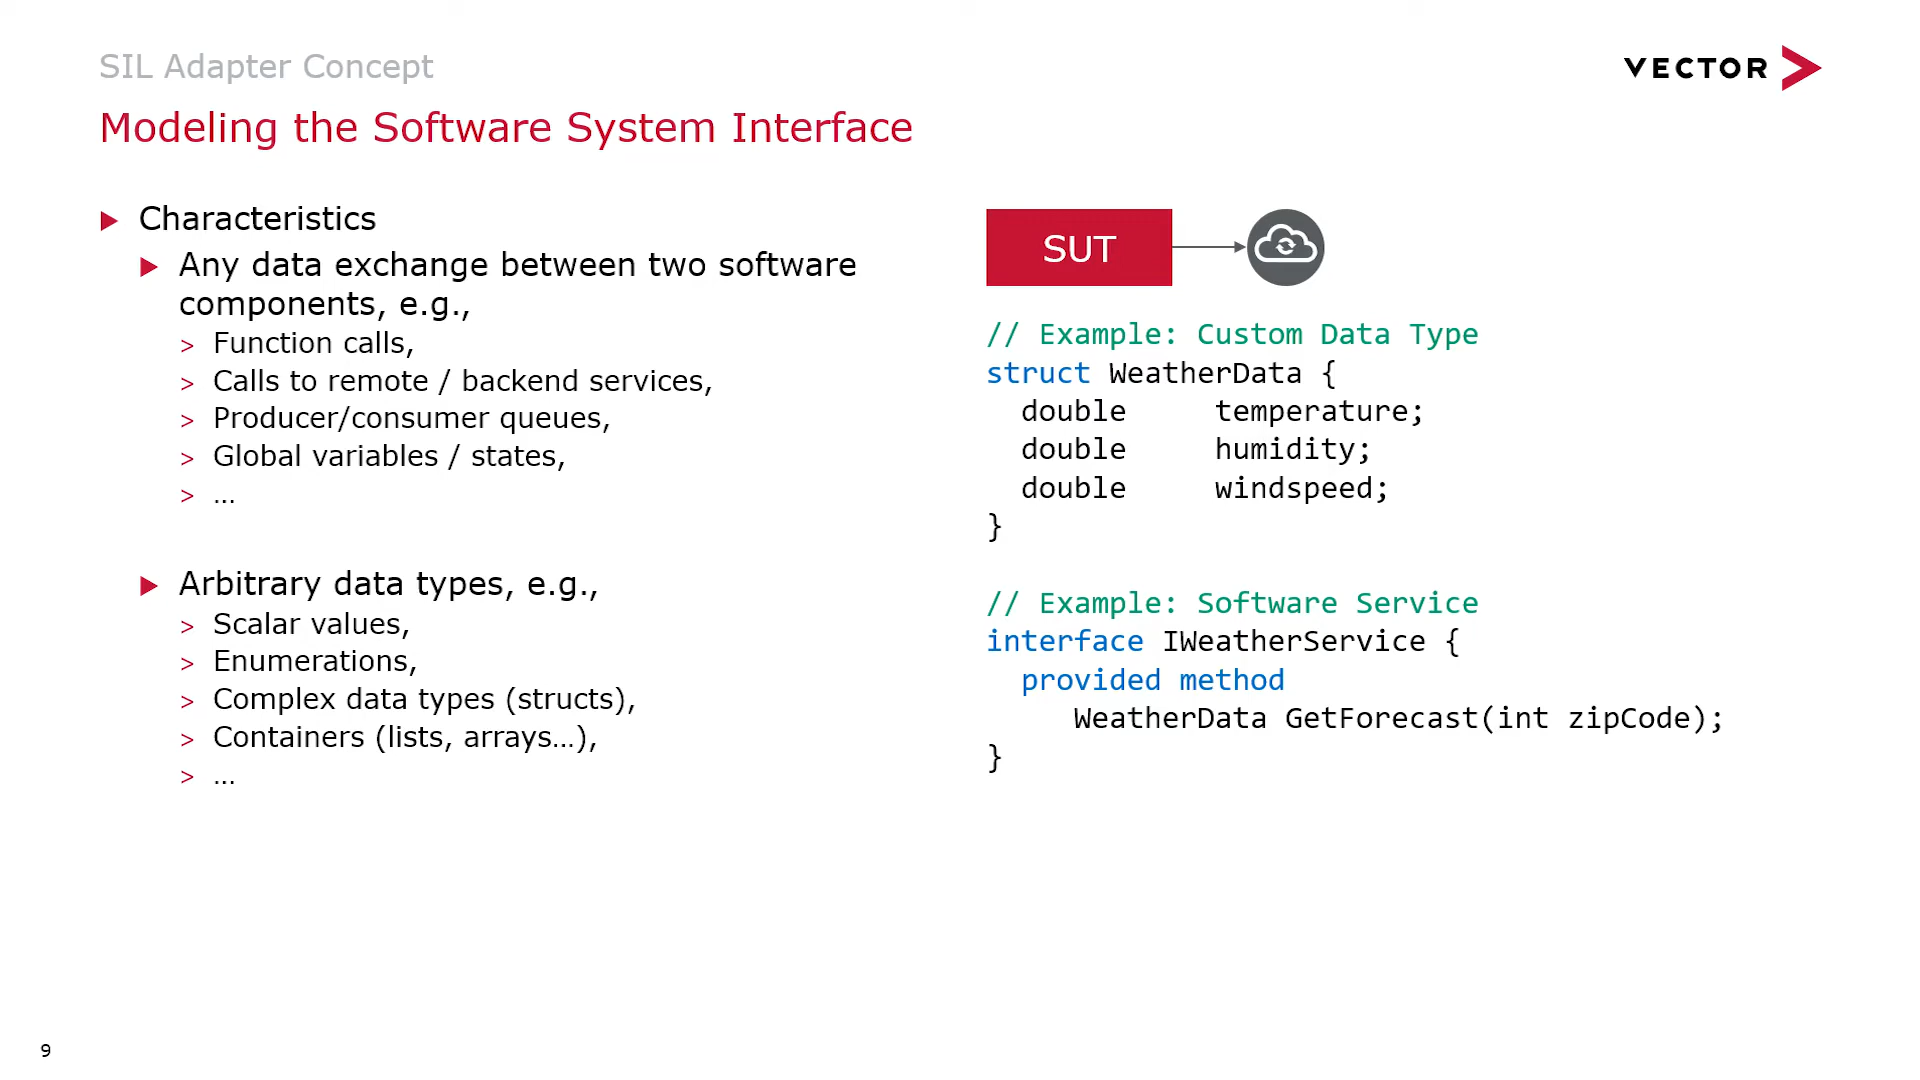 SIL Adapter Concept
VECTOR
Modeling the Software System Interface
Characteristics
Any data exchange between two software
components, e.g.,
> Function calls,
> Calls to remote / backend services,
> Producer/consumer queues,
> Global variables / states,
> …
Arbitrary data types, e.g.,
> Scalar values,
> Enumerations,
> Complex data types (structs),
> Containers (lists, arrays…),
> …
SUT
// Example: Custom Data Type
struct WeatherData {
  double     temperature;
  double     humidity;
  double     windspeed;
}
// Example: Software Service
interface IWeatherService {
  provided method
     WeatherData GetForecast(int zipCode);
}
9